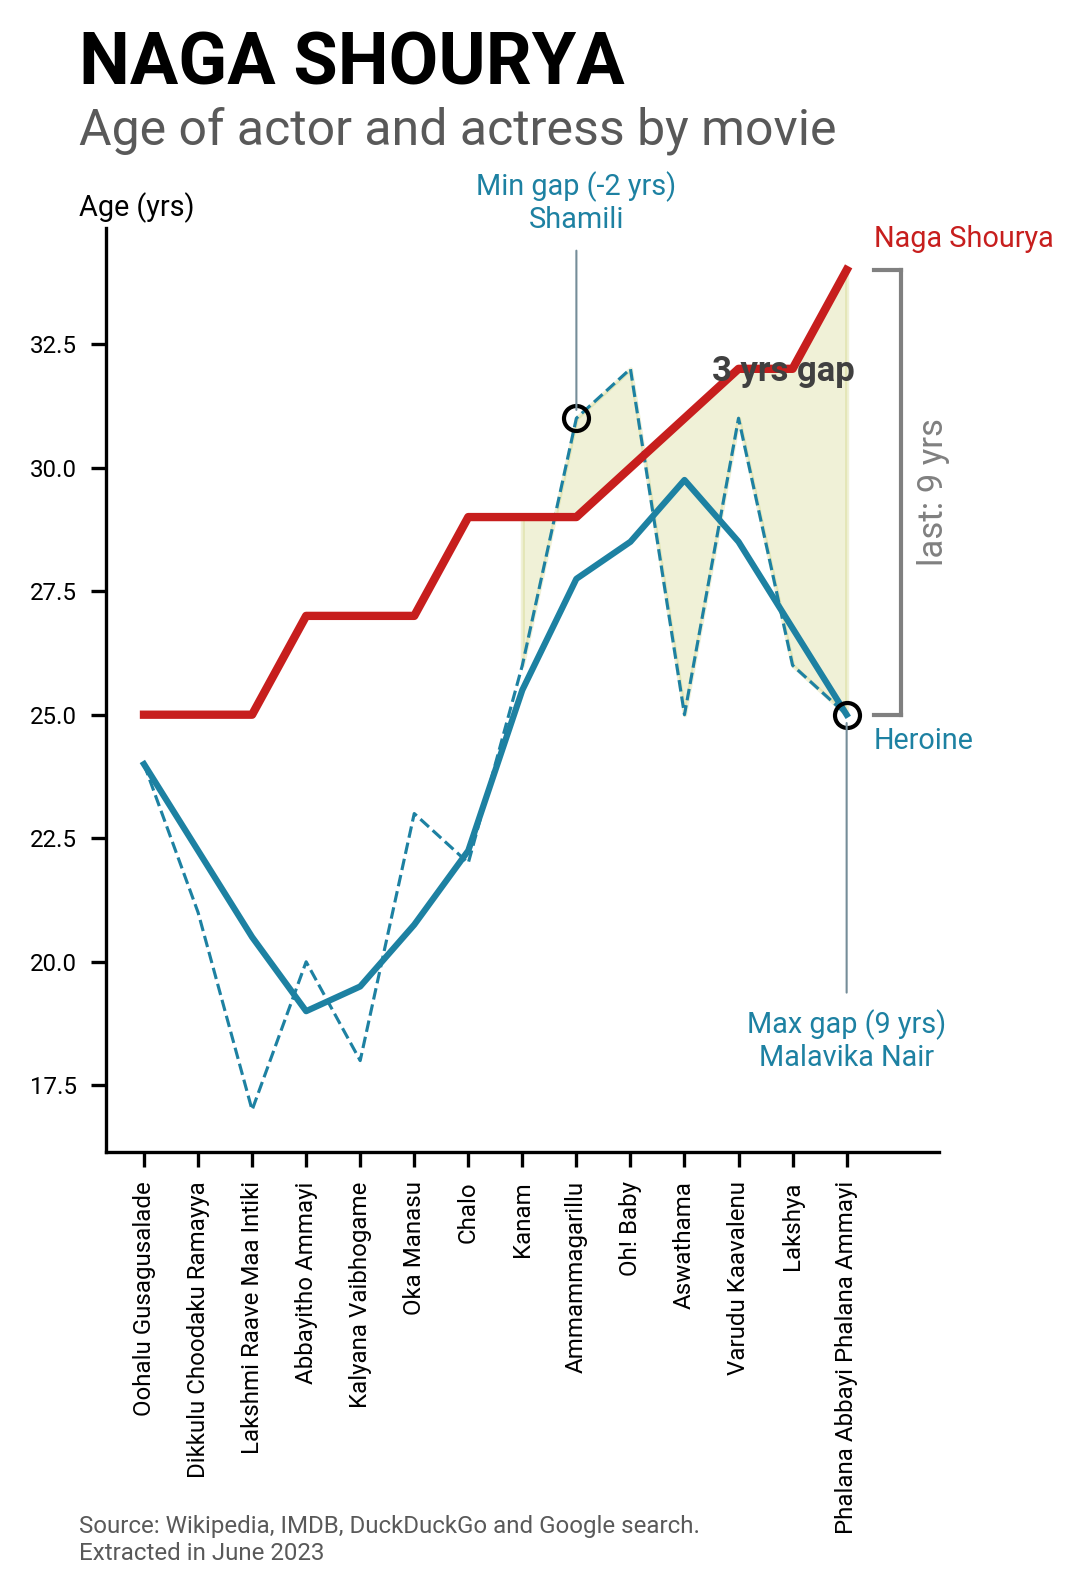 NAGA SHOURYA
Age of actor and actress by movie
Min gap (-2 yrs)
Shamili
Age (yrs)
Naga Shourya
32.5
3 yrs gap
last: 9 yrs
30.0
27.5
25.0
Heroine
22.5
20.0
Max gap (9 yrs)
Malavika Nair
17.5
Oohalu Gusagusalade
Dikkulu Choodaku Ramayya
Lakshmi Raave Maa Intiki
Abbayitho Ammayi
Kalyana Vaibhogame
Oka Manasu
Chalo
Kanam
Ammammagarillu
Oh! Baby
Aswathama
Varudu Kaavalenu
Lakshya
Phalana Abbayi Phalana Ammayi
Source: Wikipedia, IMDB, DuckDuckGo and Google search.
Extracted in June 2023